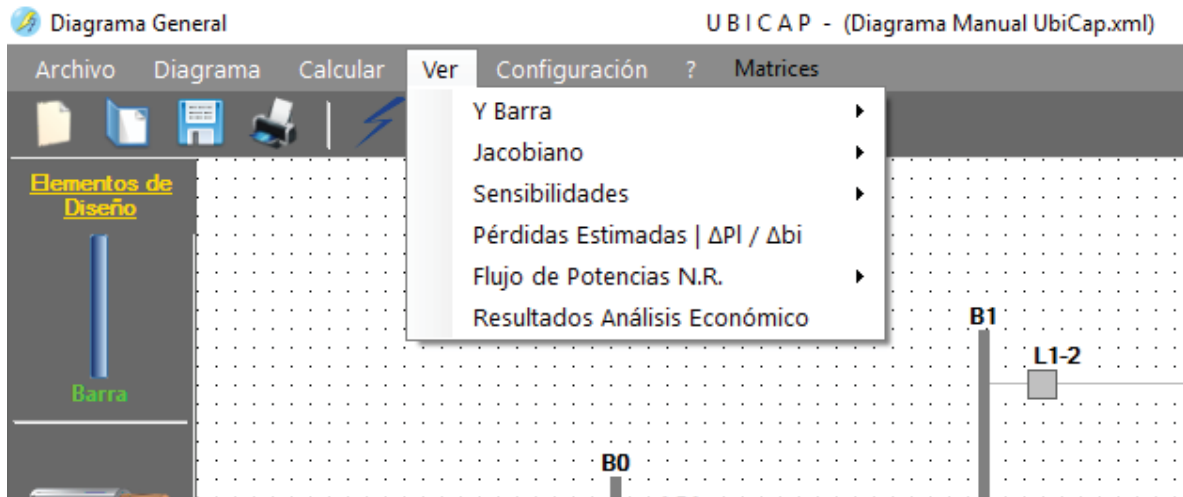 Diagrama General U B I C A P - (Diagrama Manual UbiCap.xml)
Archivo Diagrama Calcular Ver Configuración ? Matrices
Y Barra
Jacobiano
Sensibilidades
Pérdidas Estimadas | ΔPl / Δbi
Flujo de Potencias N.R.
Resultados Análisis Económico
Elementos de
Diseño
Barra
B1
L1-2
B0